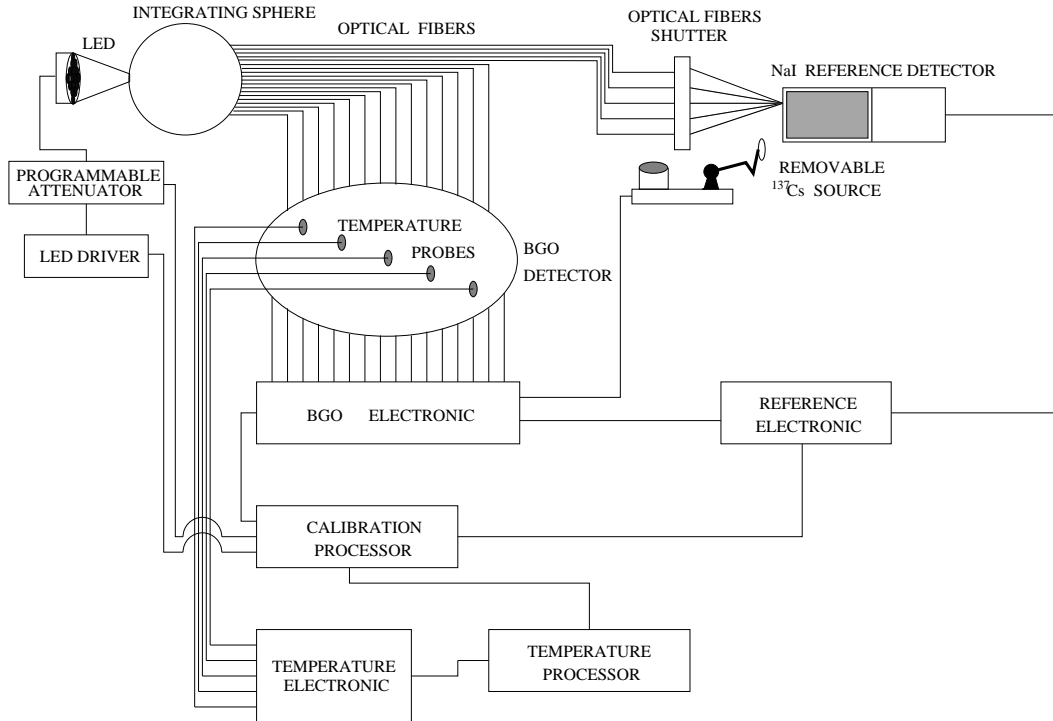 INTEGRATING SPHERE
LED
OPTICAL FIBERS
OPTICAL FIBERS
SHUTTER
NaI REFERENCE DETECTOR
PROGRAMMABLE
ATTENUATOR
REMOVABLE
137Cs SOURCE
LED DRIVER
TEMPERATURE
PROBES
BGO
DETECTOR
BGO ELECTRONIC
REFERENCE
ELECTRONIC
CALIBRATION
PROCESSOR
TEMPERATURE
ELECTRONIC
TEMPERATURE
PROCESSOR